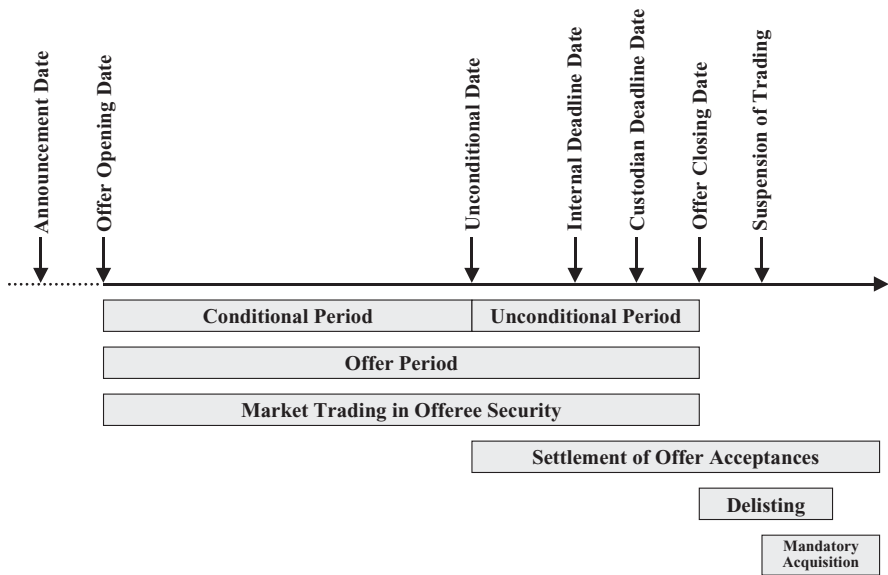 Announcement Date
Offer Opening Date
Unconditional Date
Internal Deadline Date
Custodian Deadline Date
Offer Closing Date
Suspension of Trading
Conditional Period
Unconditional Period
Offer Period
Market Trading in Offeree Security
Settlement of Offer Acceptances
Delisting
Mandatory
Acquisition